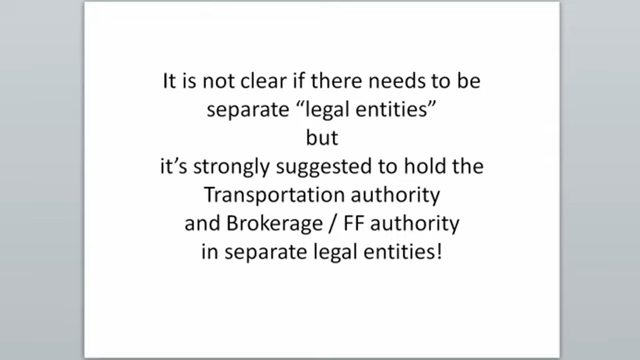 It is not clear if there needs to be
separate “legal entities”
but
it’s strongly suggested to hold the
Transportation authority
and Brokerage / FF authority
in separate legal entities!